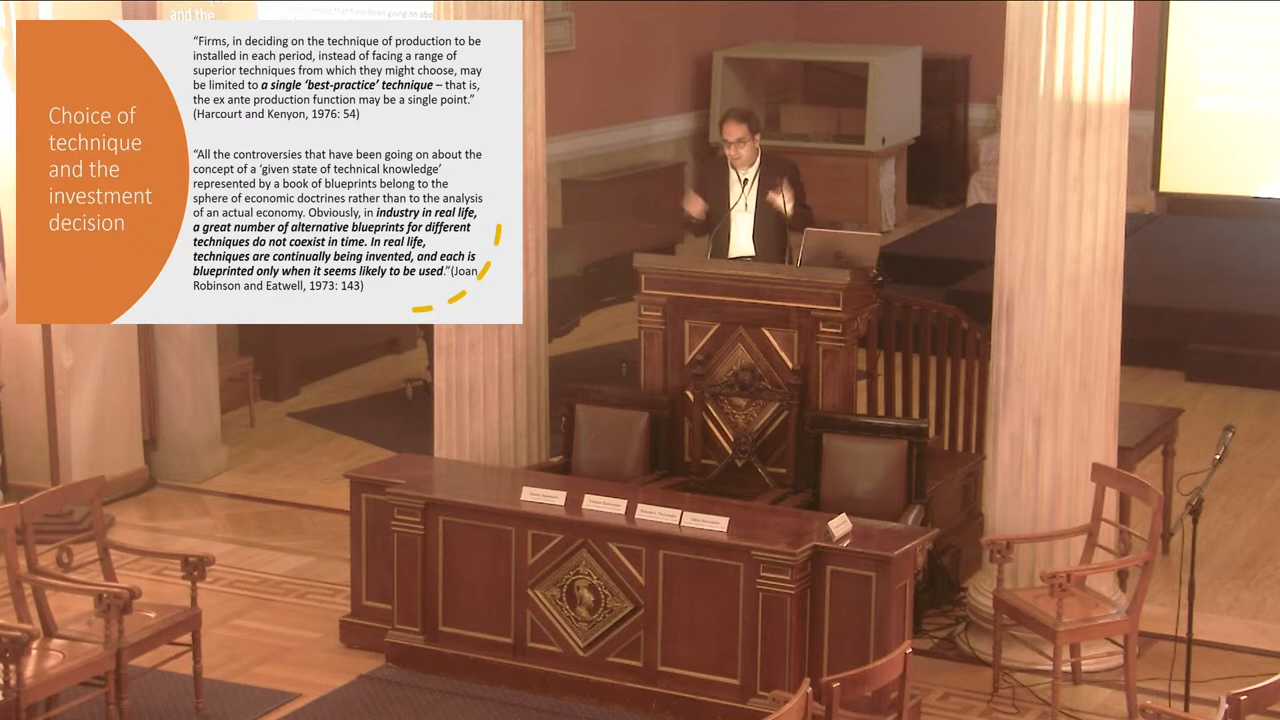 and the
Choice of
technique
and the
investment
decision
“Firms, in deciding on the technique of production to be
installed in each period, instead of facing a range of
superior techniques from which they might choose, may
be limited to a single ‘best-practice’ technique – that is,
the ex ante production function may be a single point.”
(Harcourt and Kenyon, 1976: 54)
“All the controversies that have been going on about the
concept of a ‘given state of technical knowledge’
represented by a book of blueprints belong to the
sphere of economic doctrines rather than to the analysis
of an actual economy. Obviously, in industry in real life,
a great number of alternative blueprints for different
techniques do not coexist in time. In real life,
techniques are continually being invented, and each is
blueprinted only when it seems likely to be used.”(Joan
Robinson and Eatwell, 1973: 143)